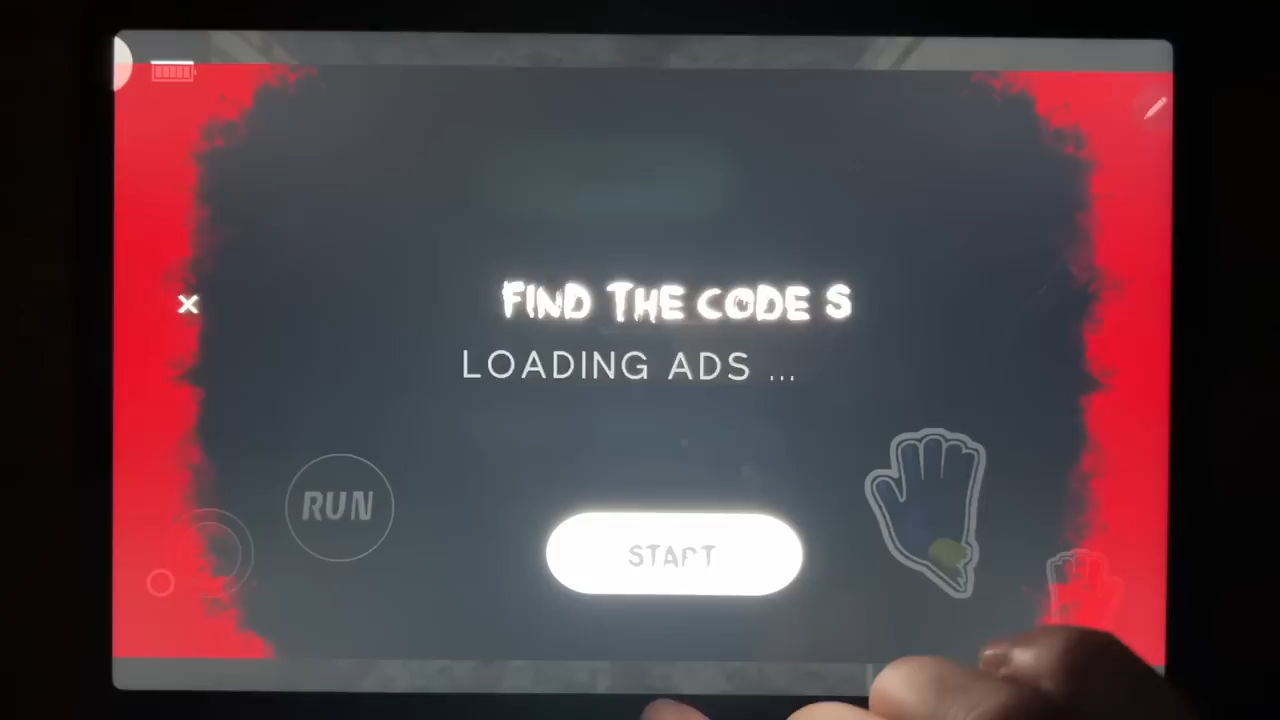 FIND THE CODE S
LOADING ADS ...
RUN
START